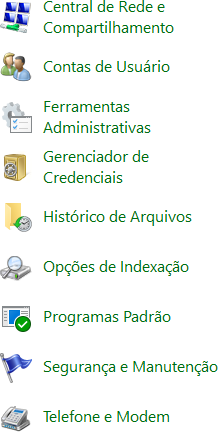 Central de Rede e
Compartilhamento
Contas de Usuário
Ferramentas
Administrativas
Gerenciador de
Credenciais
Histórico de Arquivos
Opções de Indexação
Programas Padrão
Segurança e Manutenção
Telefone e Modem